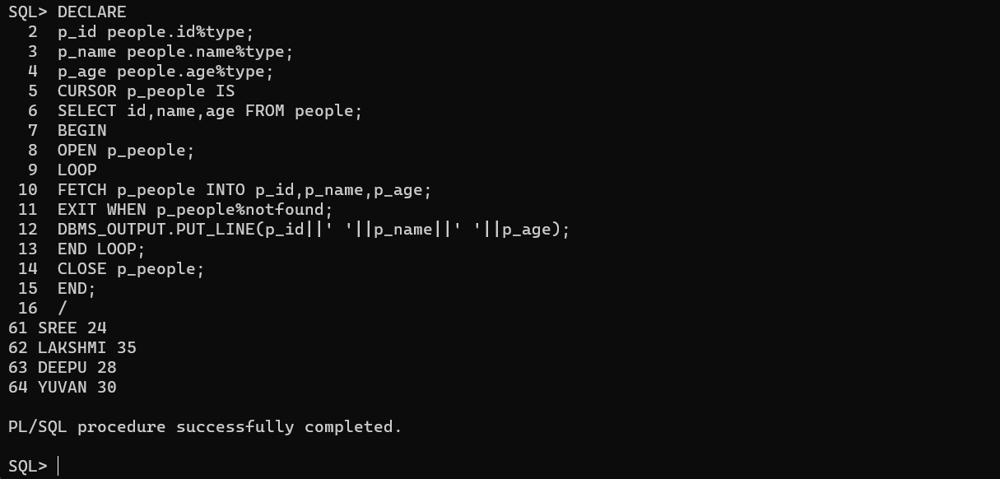 SQL> DECLARE
  2  p_id people.id%type;
  3  p_name people.name%type;
  4  p_age people.age%type;
  5  CURSOR p_people IS
  6  SELECT id,name,age FROM people;
  7  BEGIN
  8  OPEN p_people;
  9  LOOP
 10  FETCH p_people INTO p_id,p_name,p_age;
 11  EXIT WHEN p_people%notfound;
 12  DBMS_OUTPUT.PUT_LINE(p_id||' '||p_name||' '||p_age);
 13  END LOOP;
 14  CLOSE p_people;
 15  END;
 16  /
61 SREE 24
62 LAKSHMI 35
63 DEEPU 28
64 YUVAN 30
PL/SQL procedure successfully completed.
SQL>